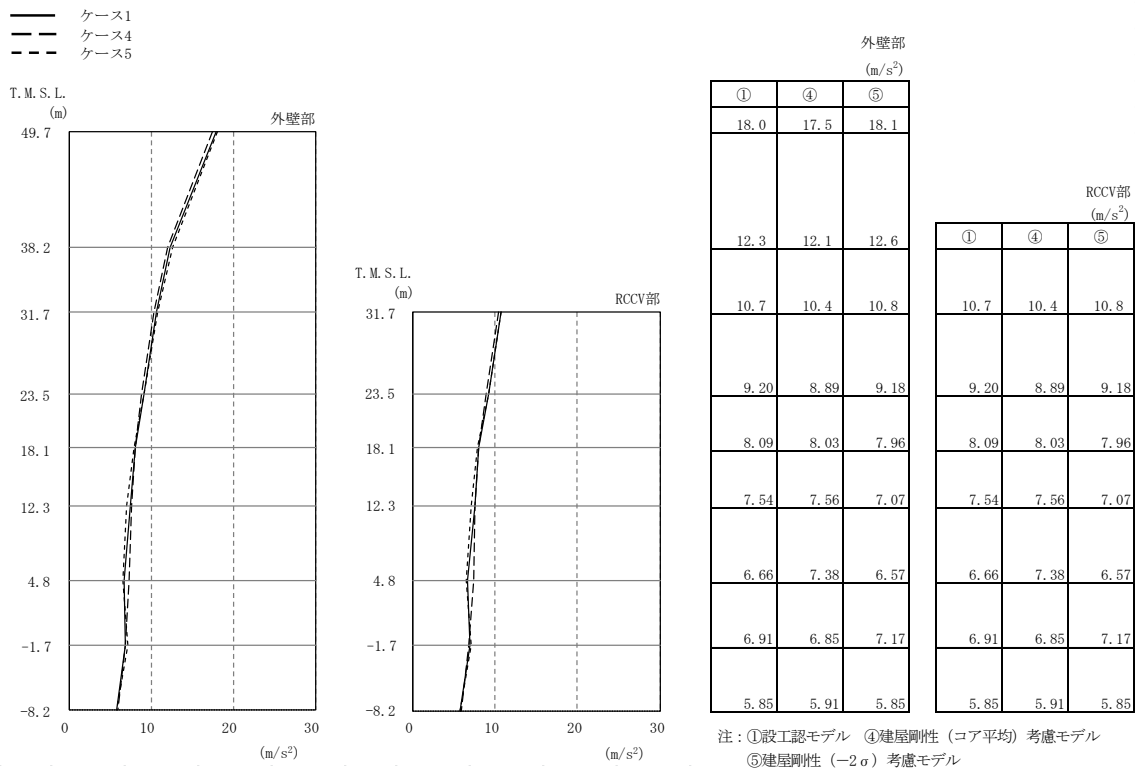 ケース1
ケース4
ケース5
T.M.S.L.
(m)
外壁部
49.7
38.2
31.7
23.5
18.1
12.3
4.8
-1.7
-8.2
0 10 20 30
(m/s²)
T.M.S.L.
(m)
RCCV部
31.7
23.5
18.1
12.3
4.8
-1.7
-8.2
0 10 20 30
(m/s²)
外壁部
(m/s²)
① ④ ⑤
18.0 17.5 18.1
12.3 12.1 12.6
10.7 10.4 10.8
9.20 8.89 9.18
8.09 8.03 7.96
7.54 7.56 7.07
6.66 7.38 6.57
6.91 6.85 7.17
5.85 5.91 5.85
RCCV部
(m/s²)
① ④ ⑤
10.7 10.4 10.8
9.20 8.89 9.18
8.09 8.03 7.96
7.54 7.56 7.07
6.66 7.38 6.57
6.91 6.85 7.17
5.85 5.91 5.85
注：①設工認モデル ④建屋剛性（コア平均）考慮モデル
⑤建屋剛性（－2σ）考慮モデル